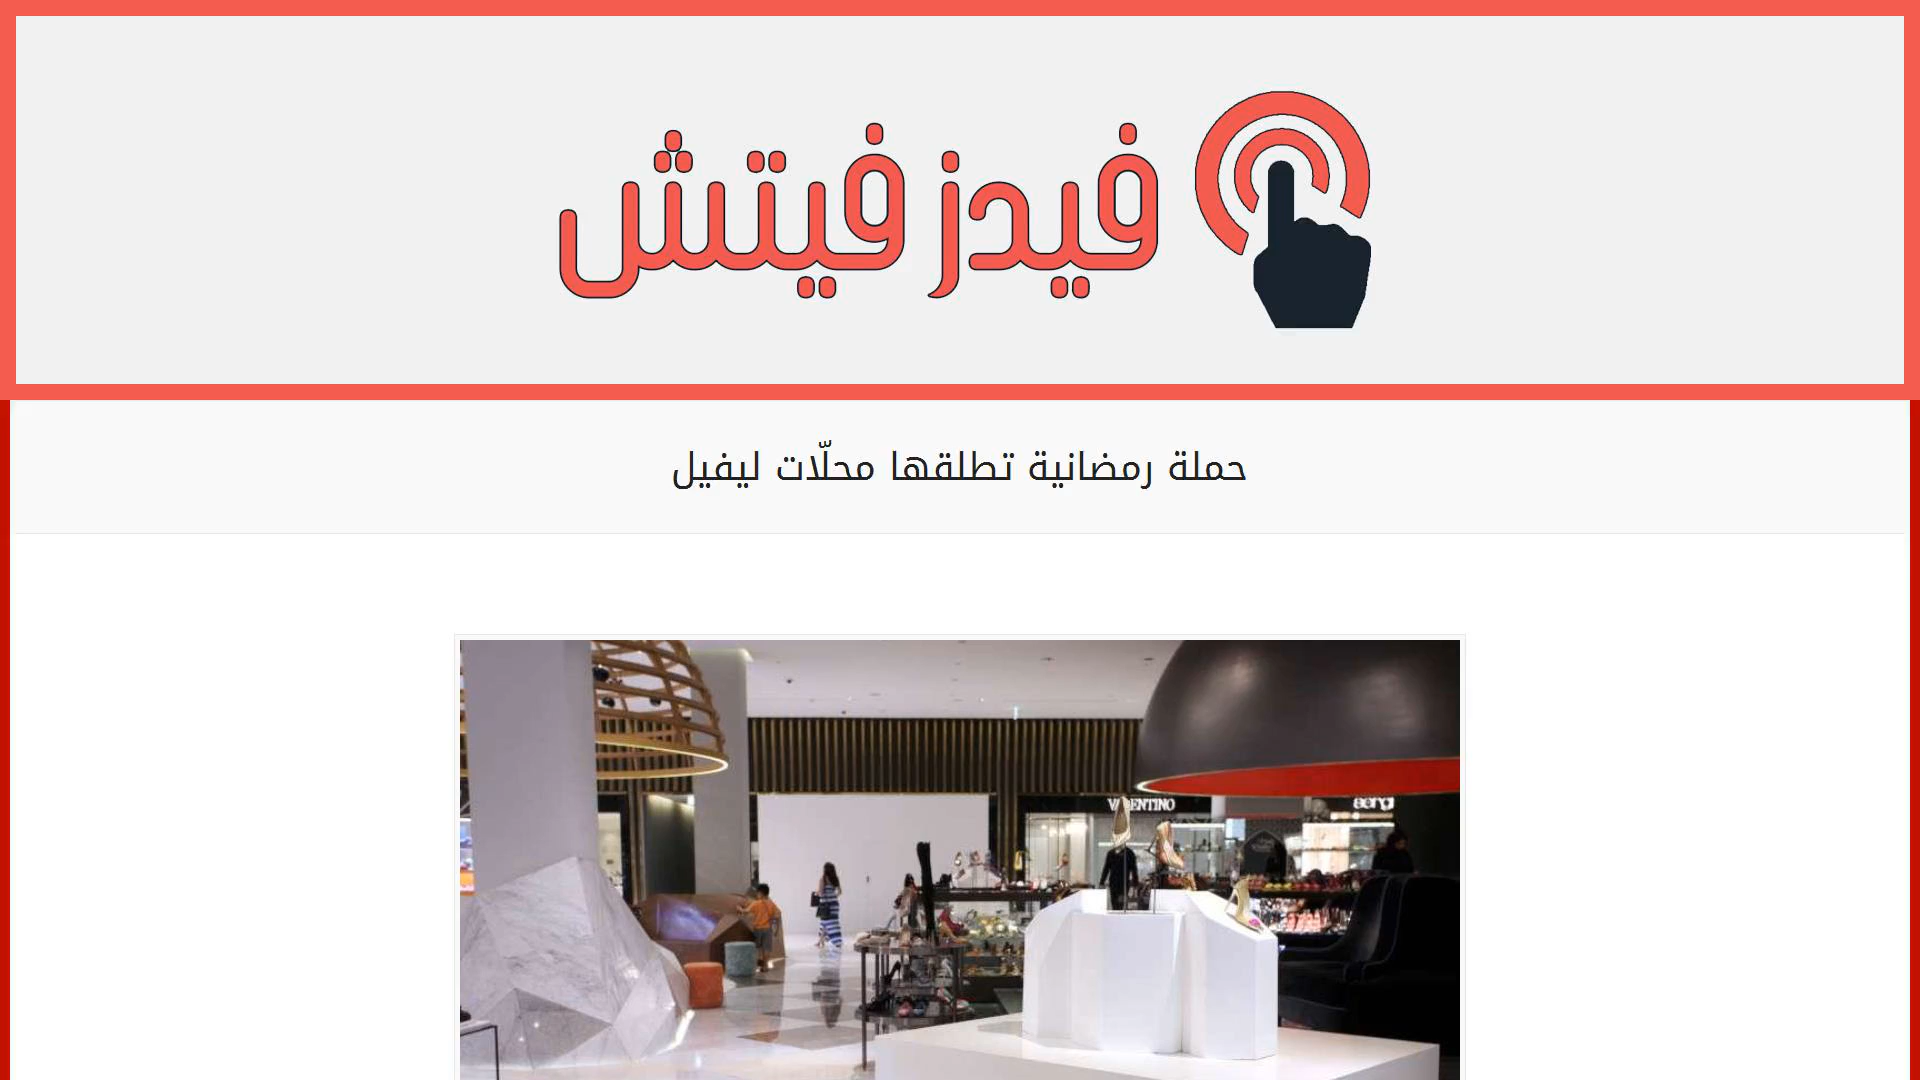 فيدز فيتش
حملة رمضانية تطلقها محلّات ليفيل
VALENTINO